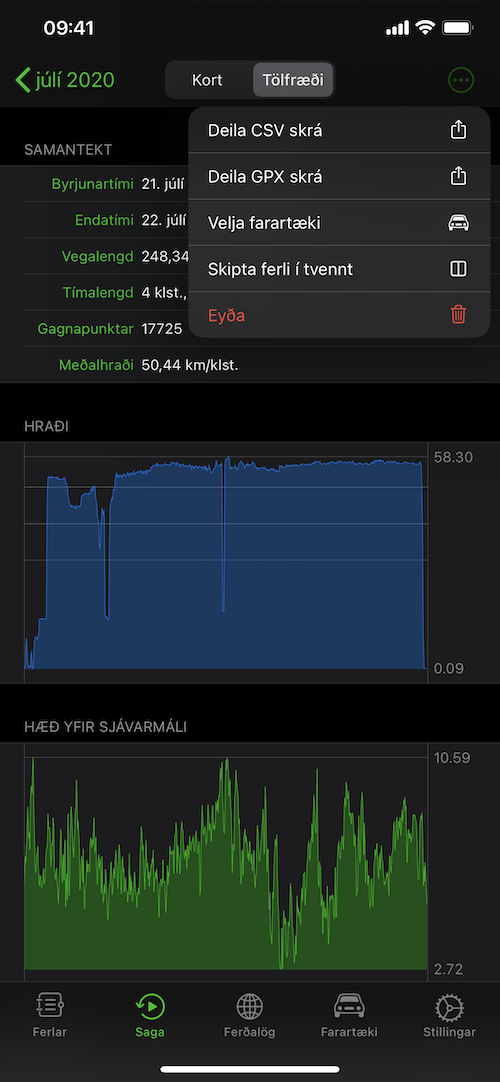 09:41
júlí 2020
Kort
Tölfræði
Deila CSV skrá
Deila GPX skrá
Velja farartæki
Skipta ferli í tvennt
Eyða
SAMANTEKT
Byrjunartími 21. júlí
Endatími 22. júlí
Vegalengd 248,34
Tímalengd 4 klst.,
Gagnapunktar 17725
Meðalhraði 50,44 km/klst.
HRAÐI
58.30
0.09
HÆÐ YFIR SJÁVARMÁLI
10.59
2.72
Ferlar
Saga
Ferðalög
Farartæki
Stillingar